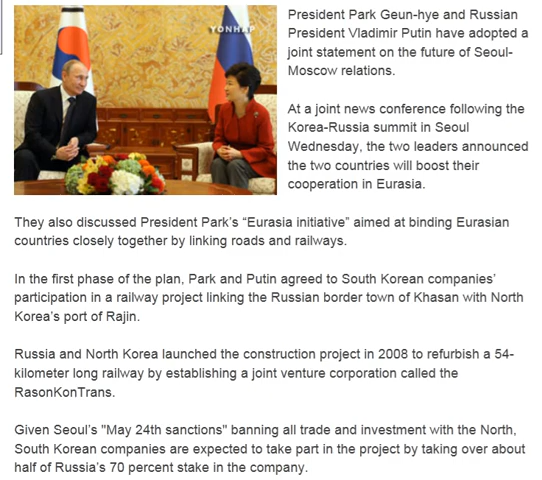 YONHAP
President Park Geun-hye and Russian
President Vladimir Putin have adopted a
joint statement on the future of Seoul-
Moscow relations.
At a joint news conference following the
Korea-Russia summit in Seoul
Wednesday, the two leaders announced
the two countries will boost their
cooperation in Eurasia.
They also discussed President Park's “Eurasia initiative” aimed at binding Eurasian
countries closely together by linking roads and railways.
In the first phase of the plan, Park and Putin agreed to South Korean companies'
participation in a railway project linking the Russian border town of Khasan with North
Korea's port of Rajin.
Russia and North Korea launched the construction project in 2008 to refurbish a 54-
kilometer long railway by establishing a joint venture corporation called the
RasonKonTrans.
Given Seoul's "May 24th sanctions" banning all trade and investment with the North,
South Korean companies are expected to take part in the project by taking over about
half of Russia's 70 percent stake in the company.